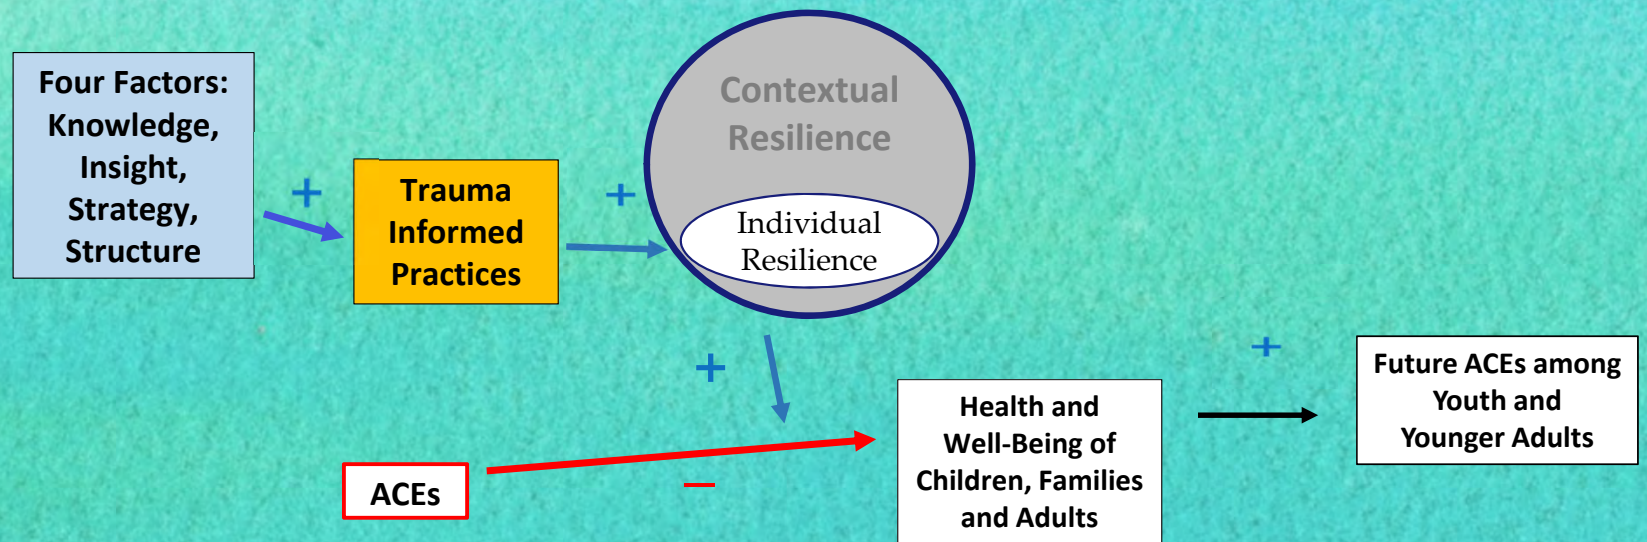 Four Factors:
Knowledge,
Insight,
Strategy,
Structure
+
Trauma
Informed
Practices
+
Contextual
Resilience
Individual
Resilience
+
ACEs
−
Health and
Well-Being of
Children, Families
and Adults
+
Future ACEs among
Youth and
Younger Adults